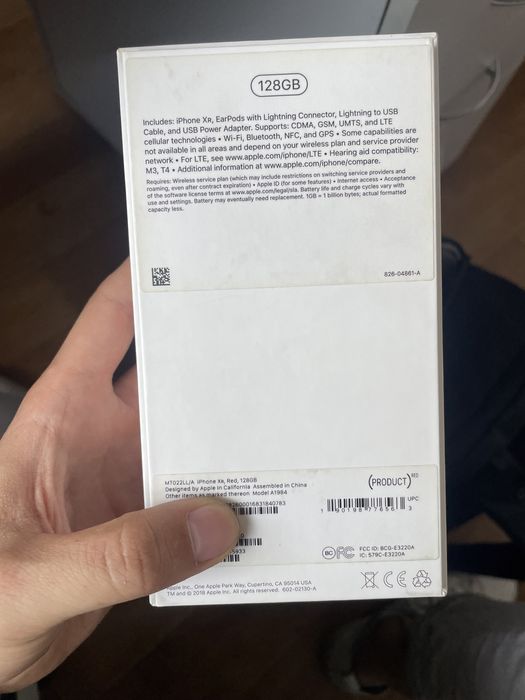 128GB
Includes: iPhone XR, EarPods with Lightning Connector, Lightning to USB
Cable, and USB Power Adapter. Supports: CDMA, GSM, UMTS, and LTE
cellular technologies • Wi-Fi, Bluetooth, NFC, and GPS • Some capabilities are
not available in all areas and depend on your wireless plan and service provider
network • For LTE, see www.apple.com/iphone/LTE • Hearing aid compatibility:
M3, T4 • Additional information at www.apple.com/iphone/compare.
Requires: Wireless service plan (which may include restrictions on switching service providers and
roaming, even after contract expiration) • Apple ID (for some features) • Internet access • Acceptance
of the software license terms at www.apple.com/legal/sla. Battery life and charge cycles vary with
use and settings. Battery may eventually need replacement. 1GB = 1 billion bytes; actual formatted
capacity less.
826-04861-A
MT022LL/A iPhone XR, Red, 128GB
Designed by Apple in California Assembled in China
Other items as marked thereon Model A1984
(PRODUCT)RED
UPC
FCC ID: BCG-E3220A
IC: 579C-E3220A
Apple Inc., One Apple Park Way, Cupertino, CA 95014 USA
TM and © 2018 Apple Inc. All rights reserved. 602-02130-A